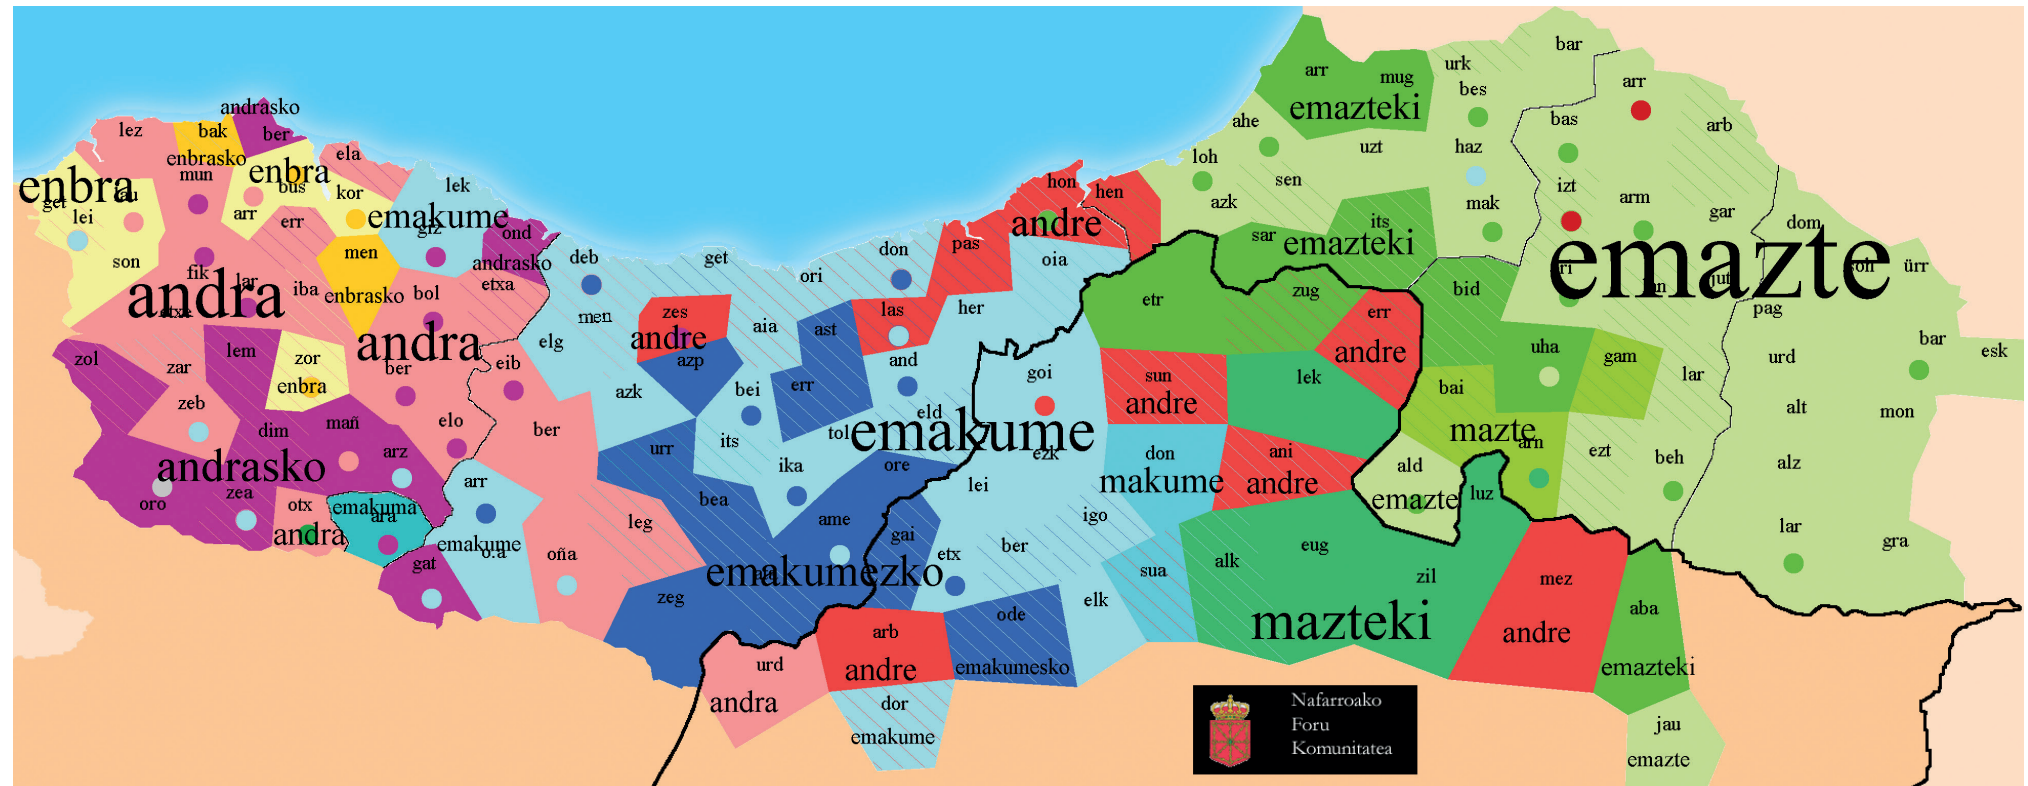 bar
urk
arr
mug
arr
bes
emazteki
andrasko
ahe
bas
arb
lez
bak
ber
enbrasko
ela
loh
uzt
haz
mun
enbra
bus
kor
lek
hon
hen
sen
izt
enbra
lei
arr
err
emakume
andre
azk
its
mak
arm
gar
dom
son
fik
men
ond
andrasko
deb
get
ori
don
pas
oia
sar
emazteki
emazte
ürr
andra
lar
iba
enbrasko
bol
etxa
men
zes
andre
aia
ast
las
her
etr
zug
err
andre
bid
pag
zol
zar
lem
zor
enbra
andra
ber
eib
elg
azp
err
and
goi
sun
andre
lek
uha
gam
urd
bar
esk
zeb
dim
mañ
elo
ber
azk
bei
its
tol
eld
emakume
ezk
bai
mazte
arn
lar
alt
mon
andrasko
arz
arr
urr
ika
ore
lei
don
makume
ani
andre
ald
emazte
luz
ezt
beh
alz
oro
zea
otx
andra
emakuma
ara
emakume
leg
bea
ame
gai
igo
lar
gra
gat
oña
emakumezko
etx
ber
sua
alk
eug
zil
mez
zeg
ode
elk
mazteki
andre
aba
urd
andra
arb
andre
emakumesko
emazteki
dor
emakume
jau
emazte
Nafarroako
Foru
Komunitatea